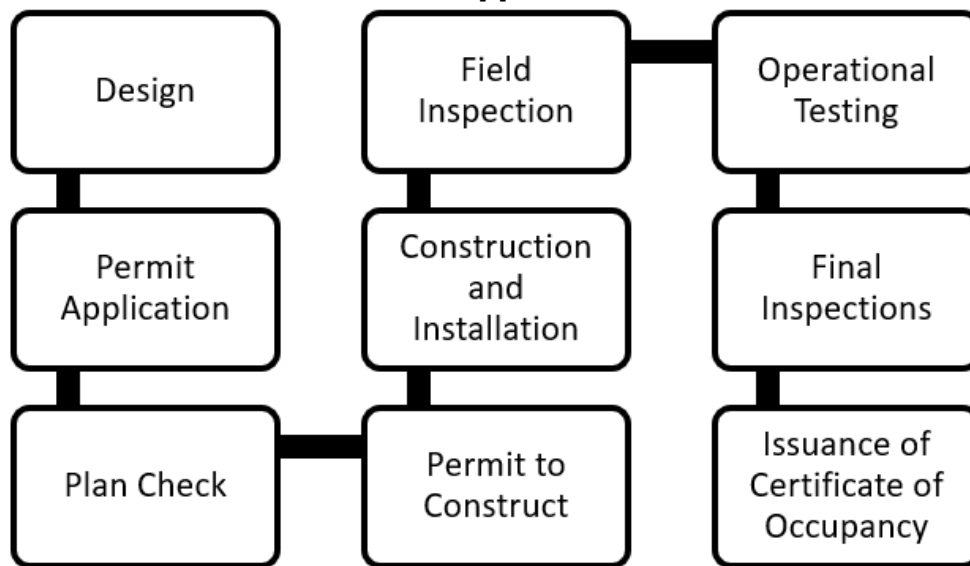 Design
Permit
Application
Plan Check
Permit to
Construct
Construction
and
Installation
Field
Inspection
Operational
Testing
Final
Inspections
Issuance of
Certificate of
Occupancy